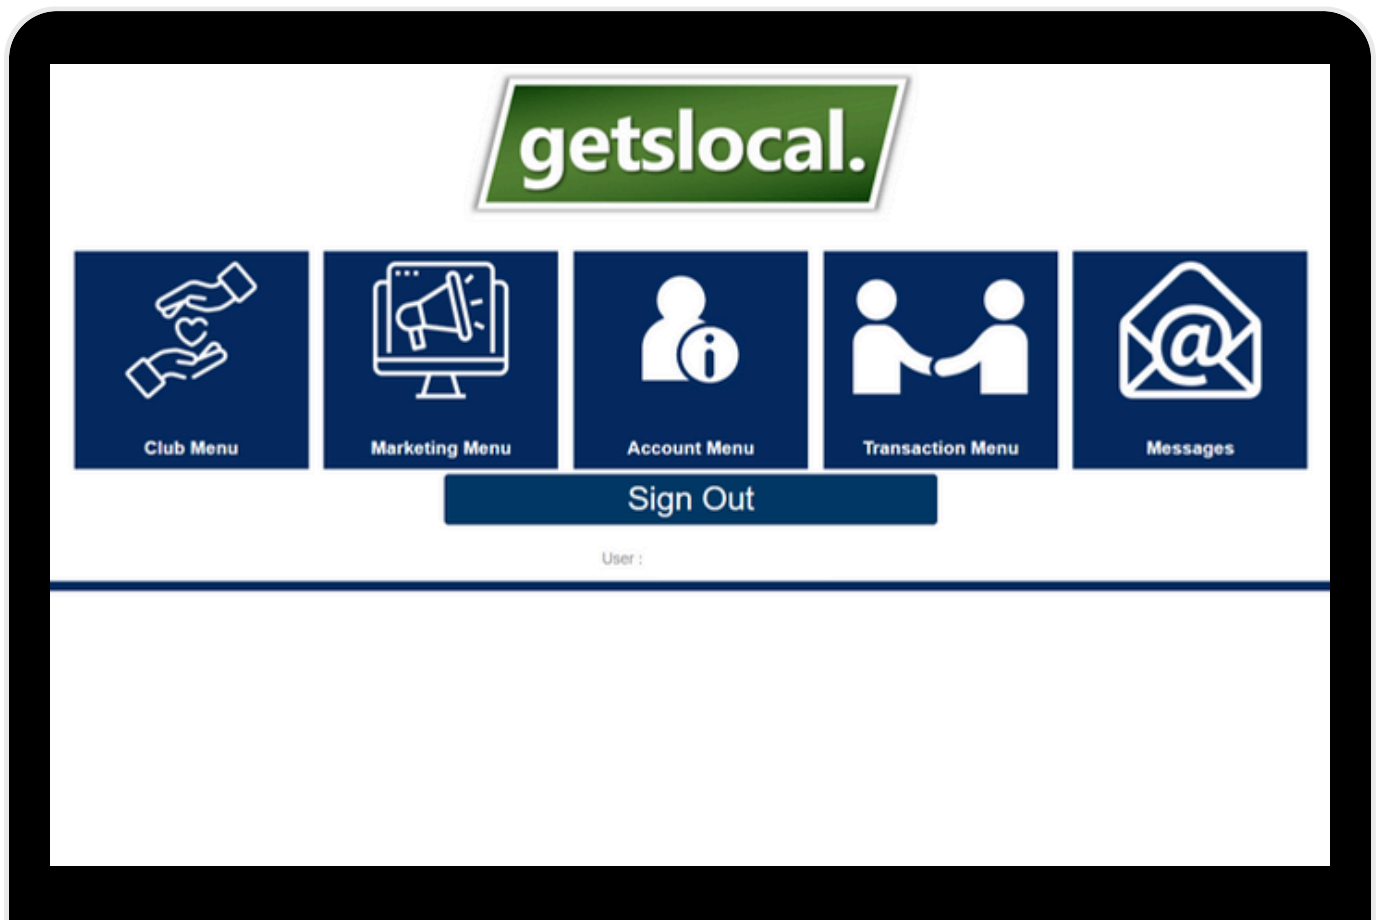 getslocal.
Club Menu
Marketing Menu
Account Menu
Transaction Menu
Messages
Sign Out
User :